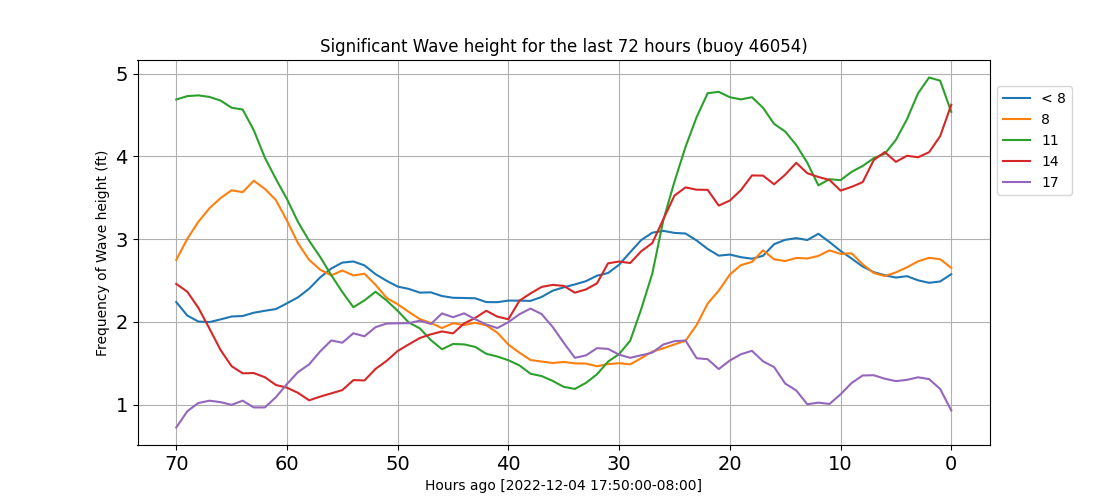 Significant Wave height for the last 72 hours (buoy 46054)
Frequency of Wave height (ft)
5
4
3
2
1
70 60 50 40 30 20 10 0
Hours ago [2022-12-04 17:50:00-08:00]
< 8
8
11
14
17